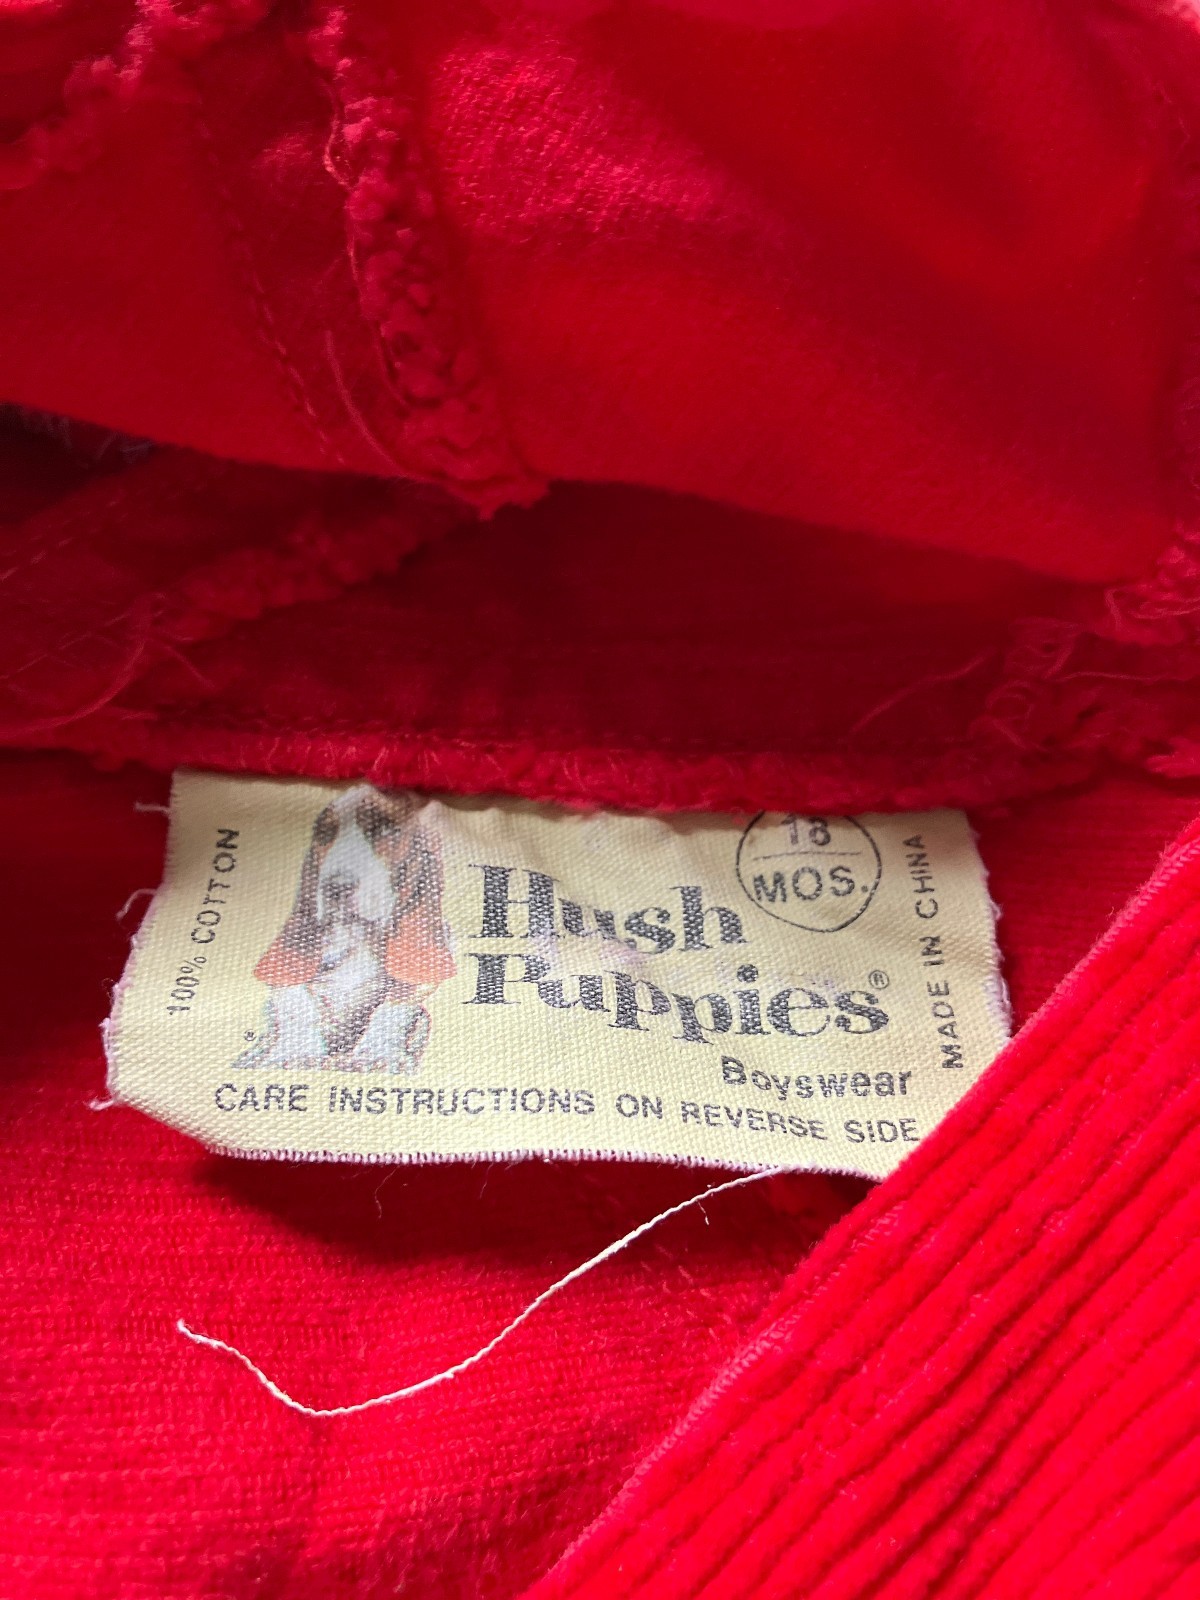 100% COTTON
Hush
Puppies®
Boyswear
18
MOS.
MADE IN CHINA
CARE INSTRUCTIONS ON REVERSE SIDE